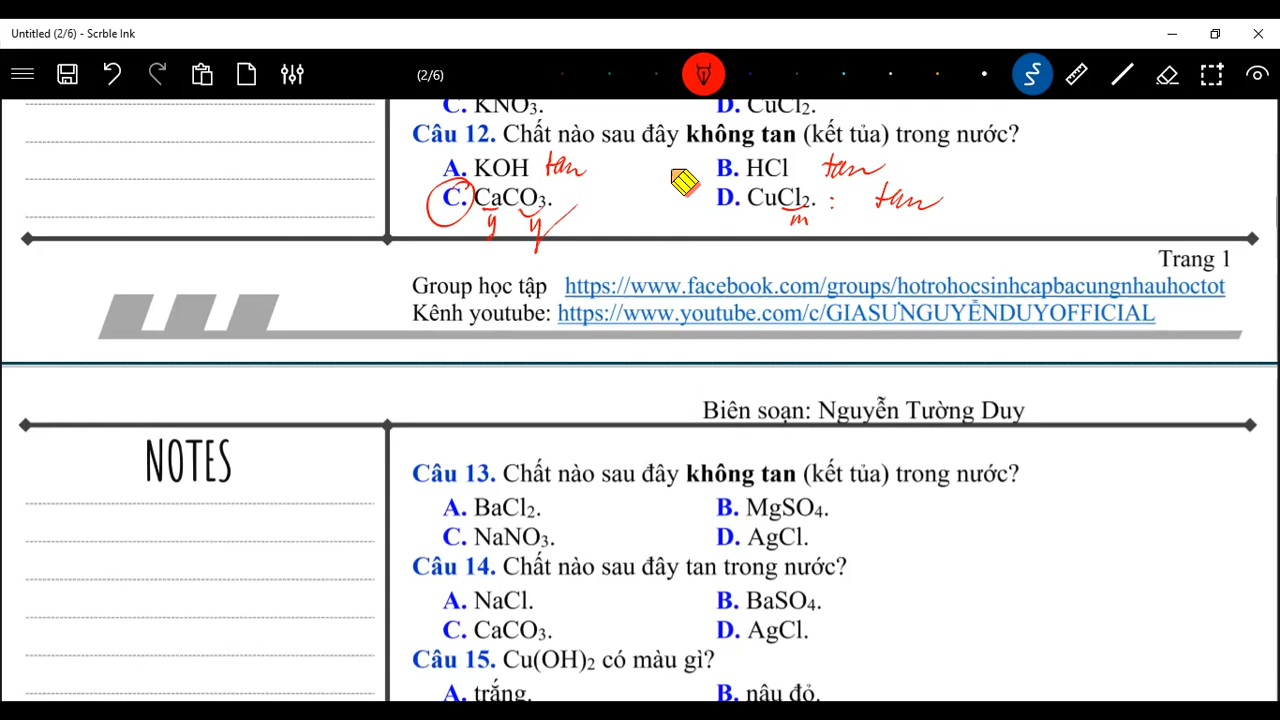 Untitled (2/6) - Scrble Ink
(2/6)
C. KNO3. D. CuCl2.
Câu 12. Chất nào sau đây không tan (kết tủa) trong nước?
A. KOH tan B. HCl tan
C. CaCO3. D. CuCl2. : tan
y y m
Trang 1
Group học tập https://www.facebook.com/groups/hotrohocsinhcapbacungnhauhoctot
Kênh youtube: https://www.youtube.com/c/GIASƯNGUYỄNDUYOFFICIAL
Biên soạn: Nguyễn Tường Duy
NOTES
Câu 13. Chất nào sau đây không tan (kết tủa) trong nước?
A. BaCl2. B. MgSO4.
C. NaNO3. D. AgCl.
Câu 14. Chất nào sau đây tan trong nước?
A. NaCl. B. BaSO4.
C. CaCO3. D. AgCl.
Câu 15. Cu(OH)2 có màu gì?
A. trắng. B. nâu đỏ.